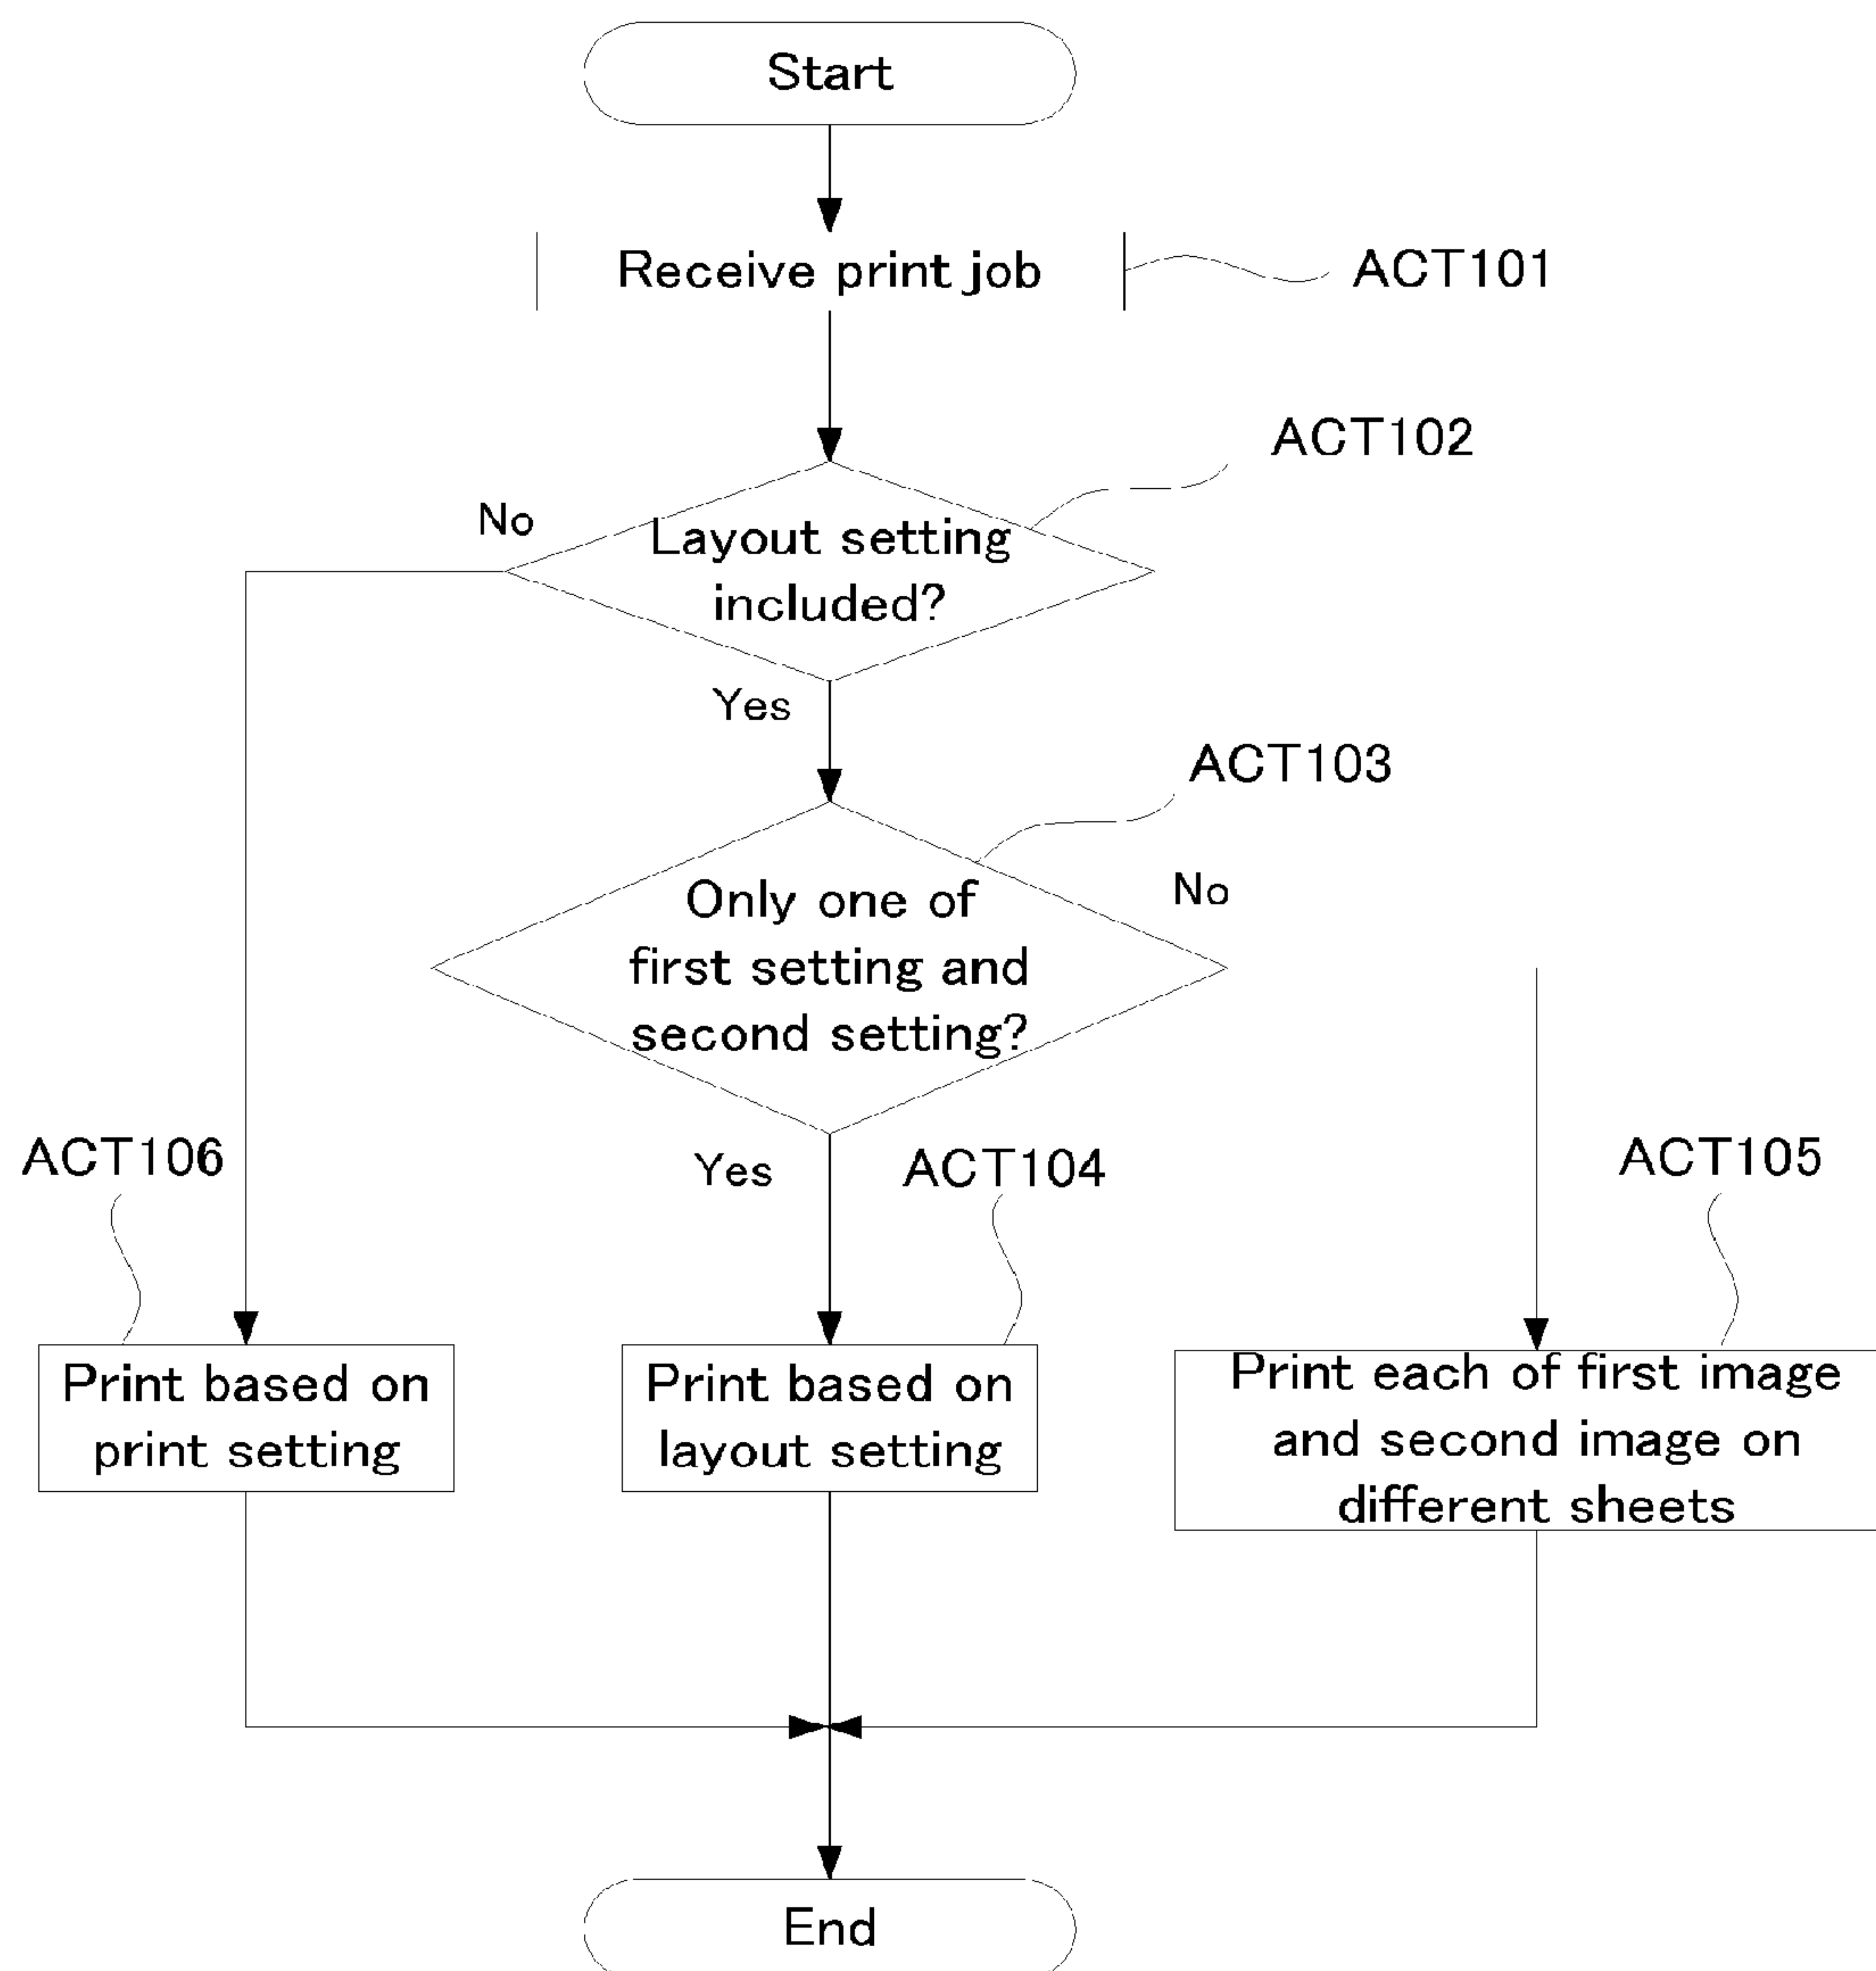 Start
Receive print job
ACT101
ACT102
No
Layout setting
included?
Yes
ACT103
Only one of
first setting and
second setting?
No
ACT106
Yes
ACT104
ACT105
Print based on
print setting
Print based on
layout setting
Print each of first image
and second image on
different sheets
End